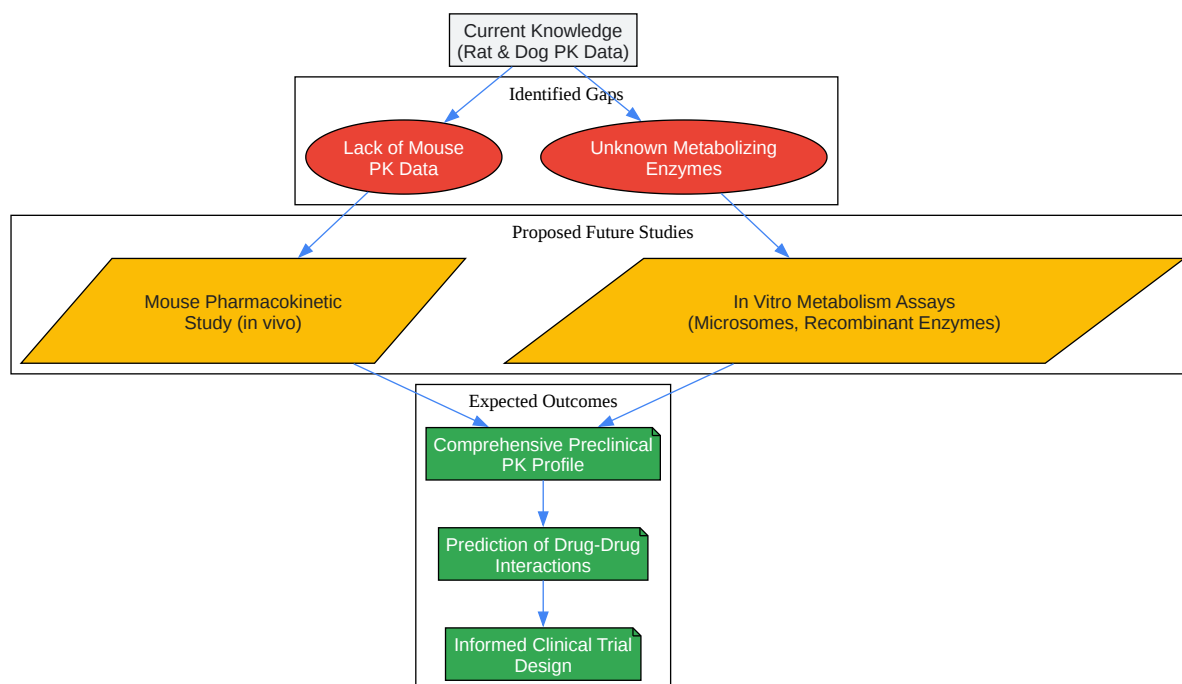 Current Knowledge
(Rat & Dog PK Data)
Identified Gaps
Lack of Mouse
PK Data
Unknown Metabolizing
Enzymes
Proposed Future Studies
Mouse Pharmacokinetic
Study (in vivo)
In Vitro Metabolism Assays
(Microsomes, Recombinant Enzymes)
Expected Outcomes
Comprehensive Preclinical
PK Profile
Prediction of Drug-Drug
Interactions
Informed Clinical Trial
Design